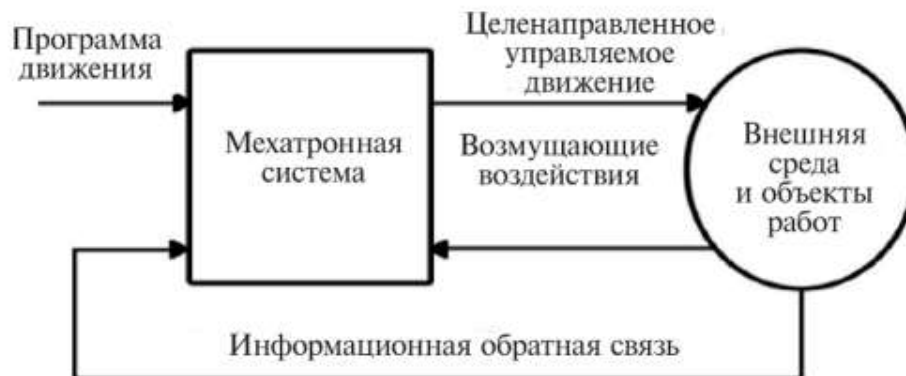 Программа
движения
Целенаправленное
управляемое
движение
Мехатронная
система
Возмущающие
воздействия
Внешняя
среда
и объекты
работ
Информационная обратная связь